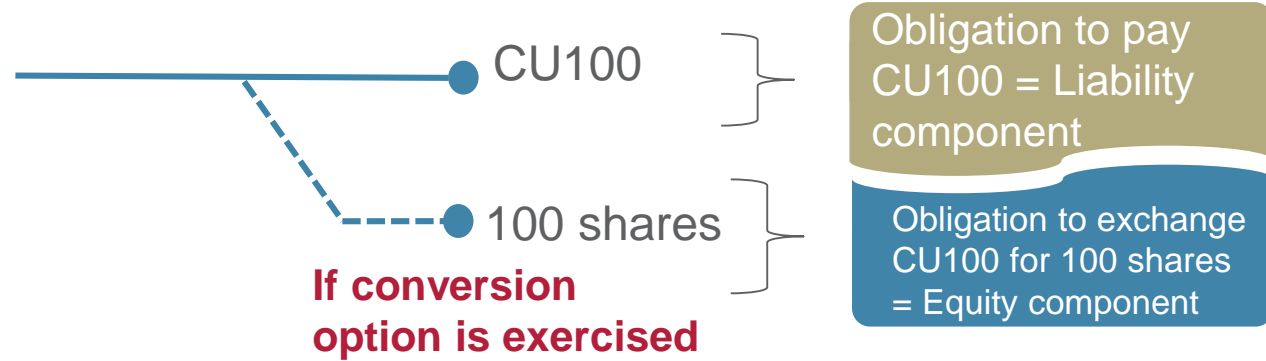 CU100
Obligation to pay
CU100 = Liability
component
100 shares
If conversion
option is exercised
Obligation to exchange
CU100 for 100 shares
= Equity component